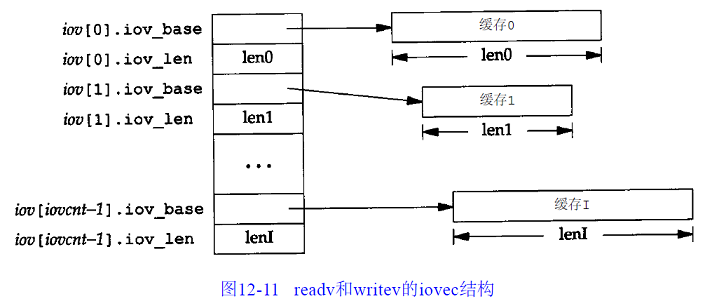 iov[0].iov_base
缓存0
iov[0].iov_len
len0
len0
iov[1].iov_base
缓存1
iov[1].iov_len
len1
len1
•••
iov[iovcnt−1].iov_base
缓存I
iov[iovcnt−1].iov_len
lenI
lenI
图12-11 readv和writev的iovec结构